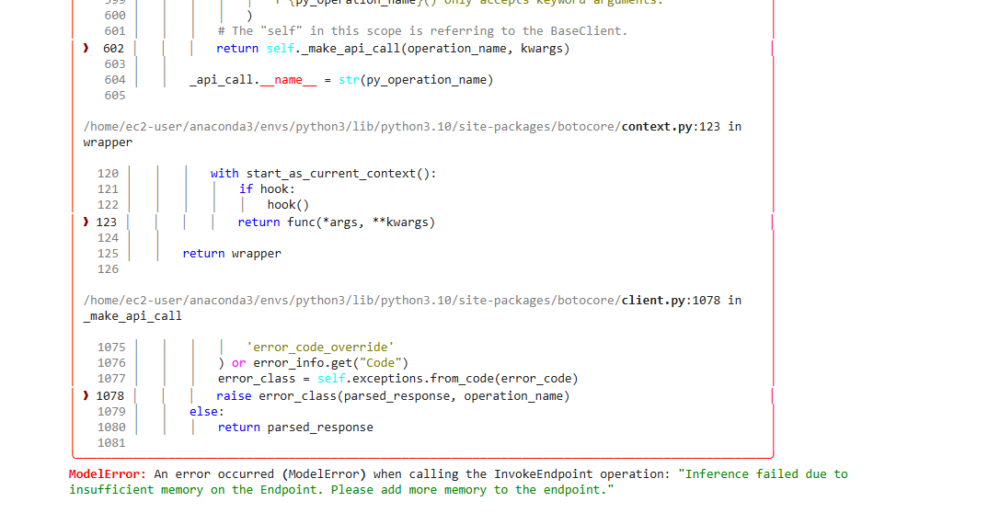 599 f"{py_operation_name}() only accepts keyword arguments."
600 )
601 # The "self" in this scope is referring to the BaseClient.
❱ 602 return self._make_api_call(operation_name, kwargs)
603
604 _api_call.__name__ = str(py_operation_name)
605
/home/ec2-user/anaconda3/envs/python3/lib/python3.10/site-packages/botocore/context.py:123 in
wrapper
120 with start_as_current_context():
121 if hook:
122 hook()
❱ 123 return func(*args, **kwargs)
124
125 return wrapper
126
/home/ec2-user/anaconda3/envs/python3/lib/python3.10/site-packages/botocore/client.py:1078 in
_make_api_call
1075 'error_code_override'
1076 ) or error_info.get("Code")
1077 error_class = self.exceptions.from_code(error_code)
❱ 1078 raise error_class(parsed_response, operation_name)
1079 else:
1080 return parsed_response
1081
ModelError: An error occurred (ModelError) when calling the InvokeEndpoint operation: "Inference failed due to
insufficient memory on the Endpoint. Please add more memory to the endpoint."